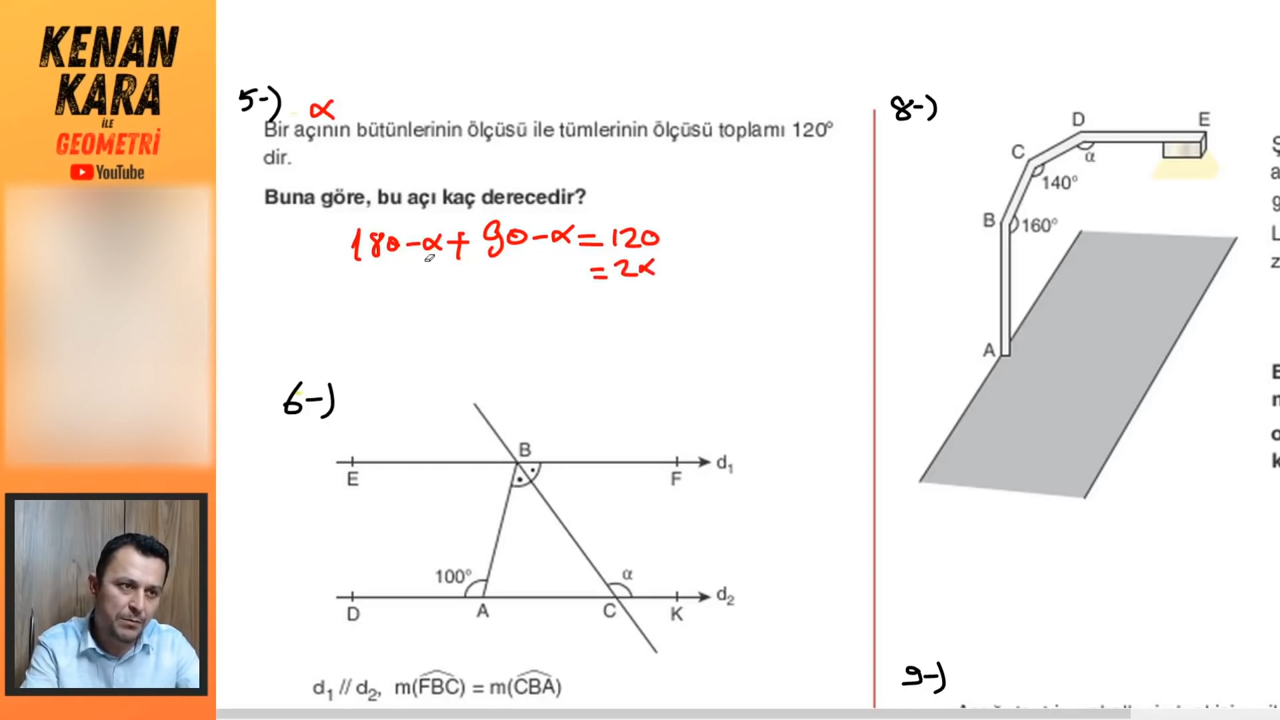 KENAN
KARA
İLE
GEOMETRİ
YouTube
5-)
α
Bir açının bütünlerinin ölçüsü ile tümlerinin ölçüsü toplamı 120°
dir.
Buna göre, bu açı kaç derecedir?
180-α+ 90-α=120
=2α
6-)
B
d1
E
F
100°
α
d2
D
A
C
K
d1 // d2, m(FBC) = m(CBA)
8-)
D
E
C
α
140°
B
160°
A
9-)